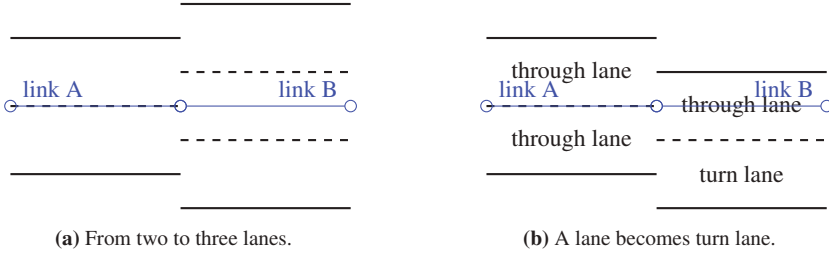 link A
link B
(a) From two to three lanes.
through lane
link A
link B
through lane
through lane
turn lane
(b) A lane becomes turn lane.